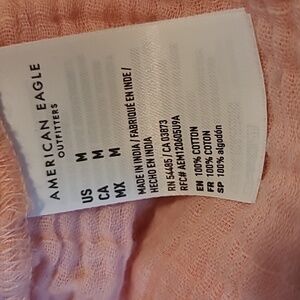 AMERICAN EAGLE
OUTFITTERS
US M
CA M
MX M
MADE IN INDIA / FABRIQUÉ EN INDE /
HECHO EN INDIA
RN 54485 / CA 03873
RFC# AEMT20605U9A
EN 100% COTTON
FR 100% COTON
SP 100% algodón